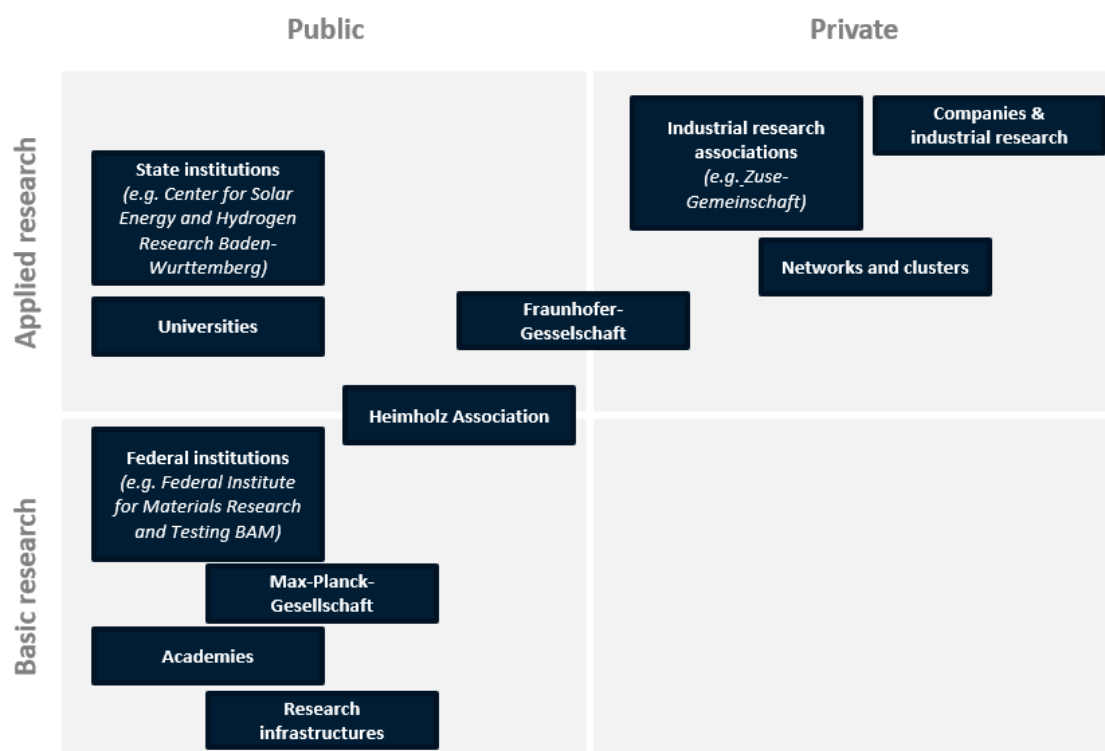 Public
Private
Applied research
Basic research
State institutions
(e.g. Center for Solar
Energy and Hydrogen
Research Baden-
Wurttemberg)
Universities
Industrial research
associations
(e.g. Zuse-
Gemeinschaft)
Companies &
industrial research
Networks and clusters
Fraunhofer-
Gesselschaft
Heimholz Association
Federal institutions
(e.g. Federal Institute
for Materials Research
and Testing BAM)
Max-Planck-
Gesellschaft
Academies
Research
infrastructures